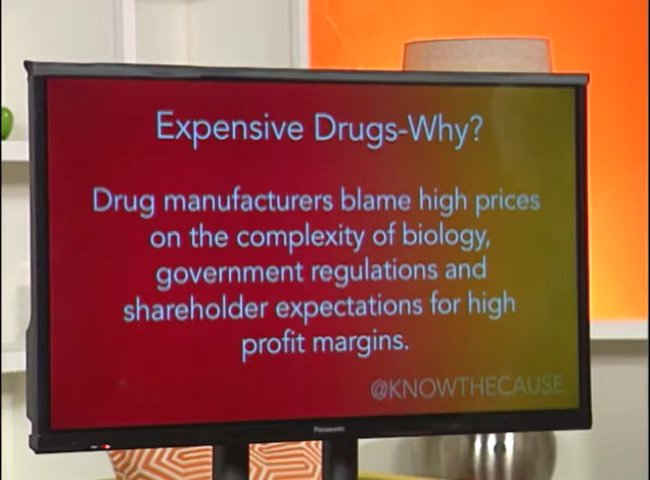 Expensive Drugs-Why?
Drug manufacturers blame high prices
on the complexity of biology,
government regulations and
shareholder expectations for high
profit margins.
@KNOWTHECAUSE
Panasonic